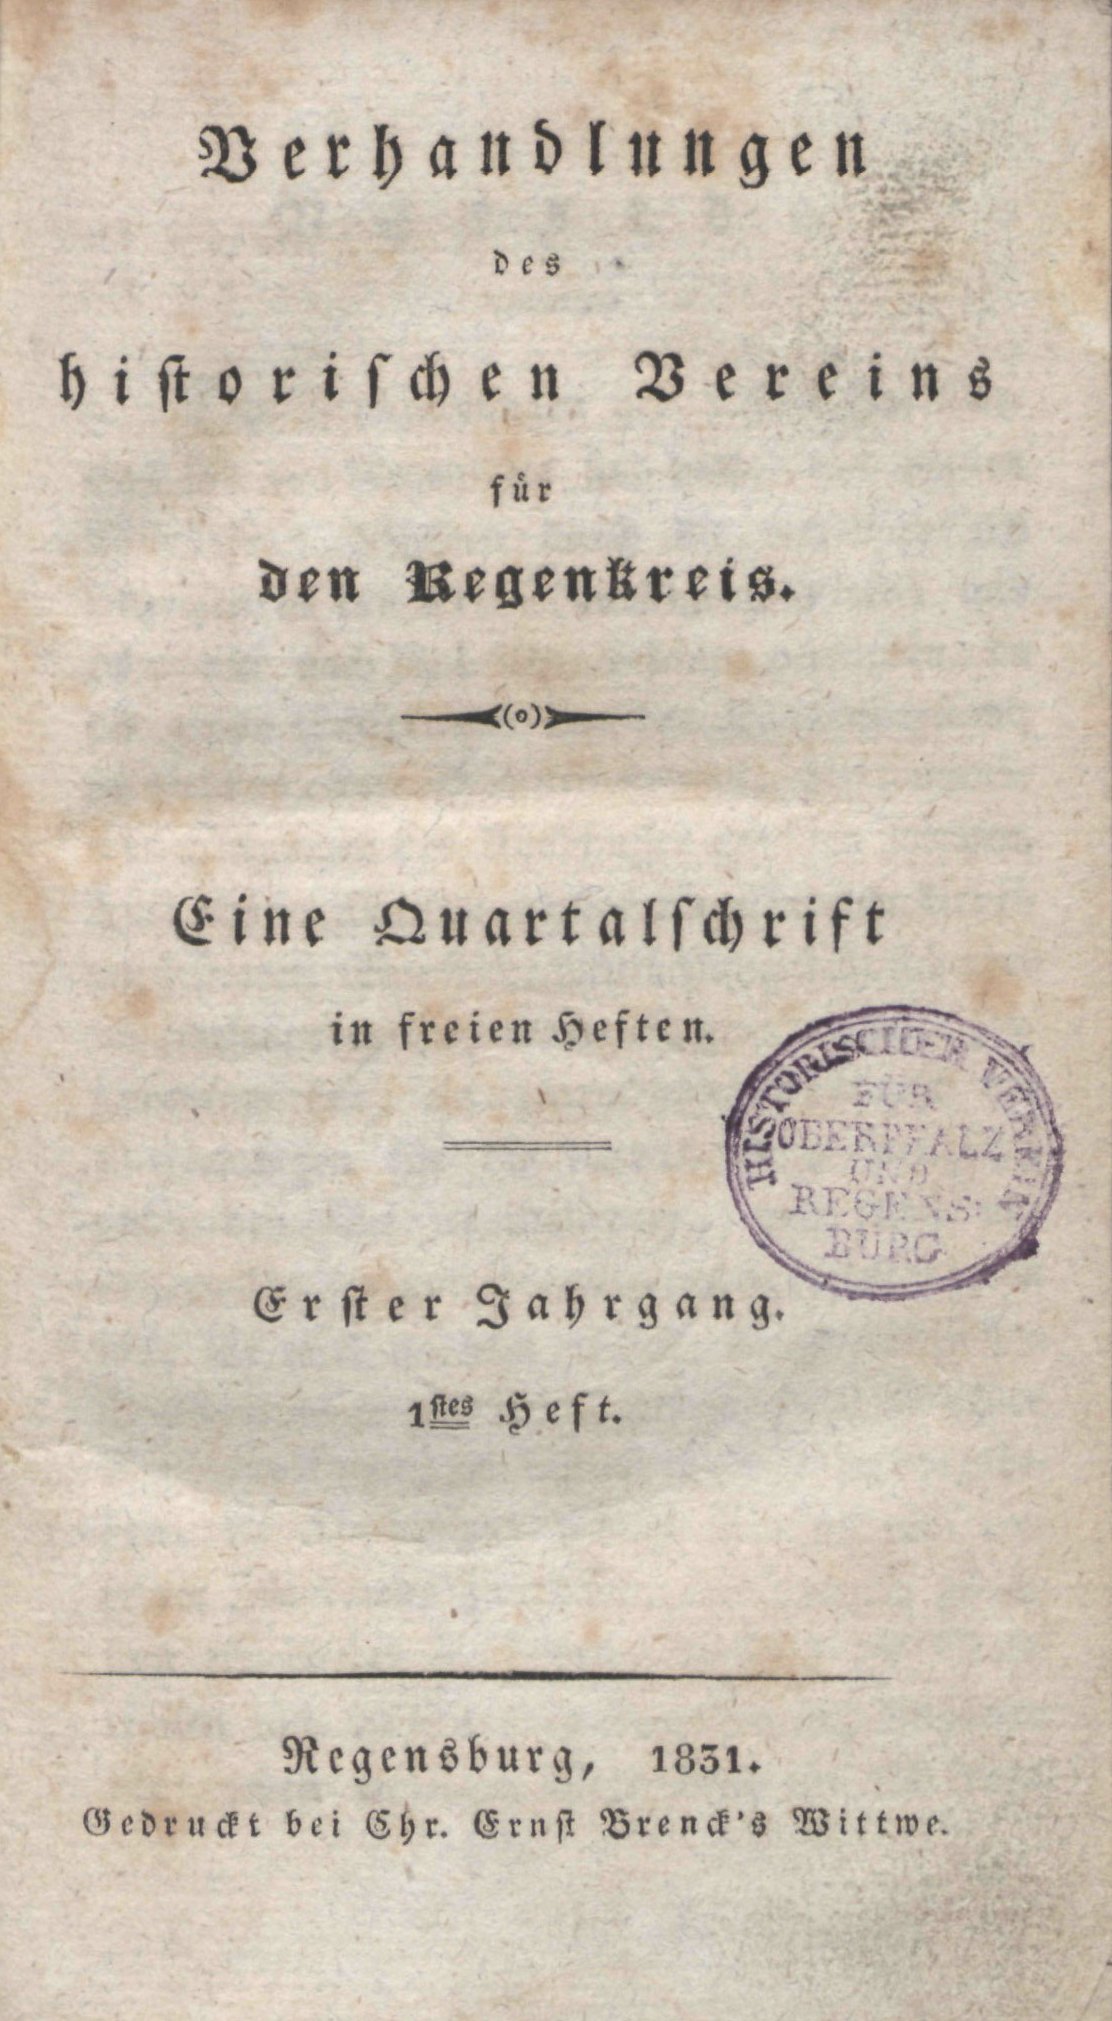 Verhandlungen
des
historischen Vereins
für
den Regenkreis.
Eine Quartalschrift
in freien Heften.
HISTORISCHER VEREIN
FÜR
OBERPFALZ
UND
REGENS-
BURG
Erster Jahrgang.
1stes Heft.
Regensburg, 1831.
Gedruckt bei Chr. Ernst Brenck's Wittwe.